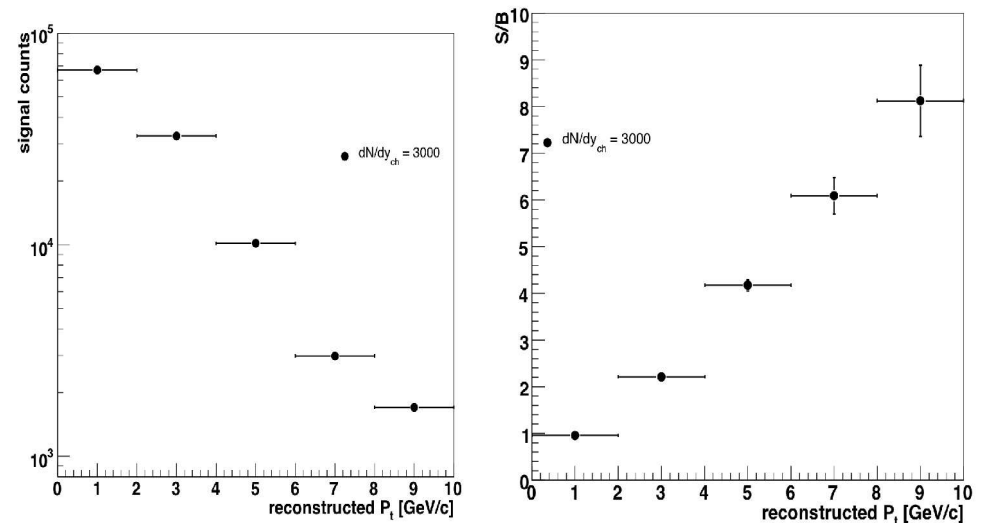 signal counts
10^5
10^4
10^3
dN/dy_ch = 3000
0 1 2 3 4 5 6 7 8 9 10
reconstructed P_t [GeV/c]
S/B
10
9
8
7
6
5
4
3
2
1
0
dN/dy_ch = 3000
0 1 2 3 4 5 6 7 8 9 10
reconstructed P_t [GeV/c]